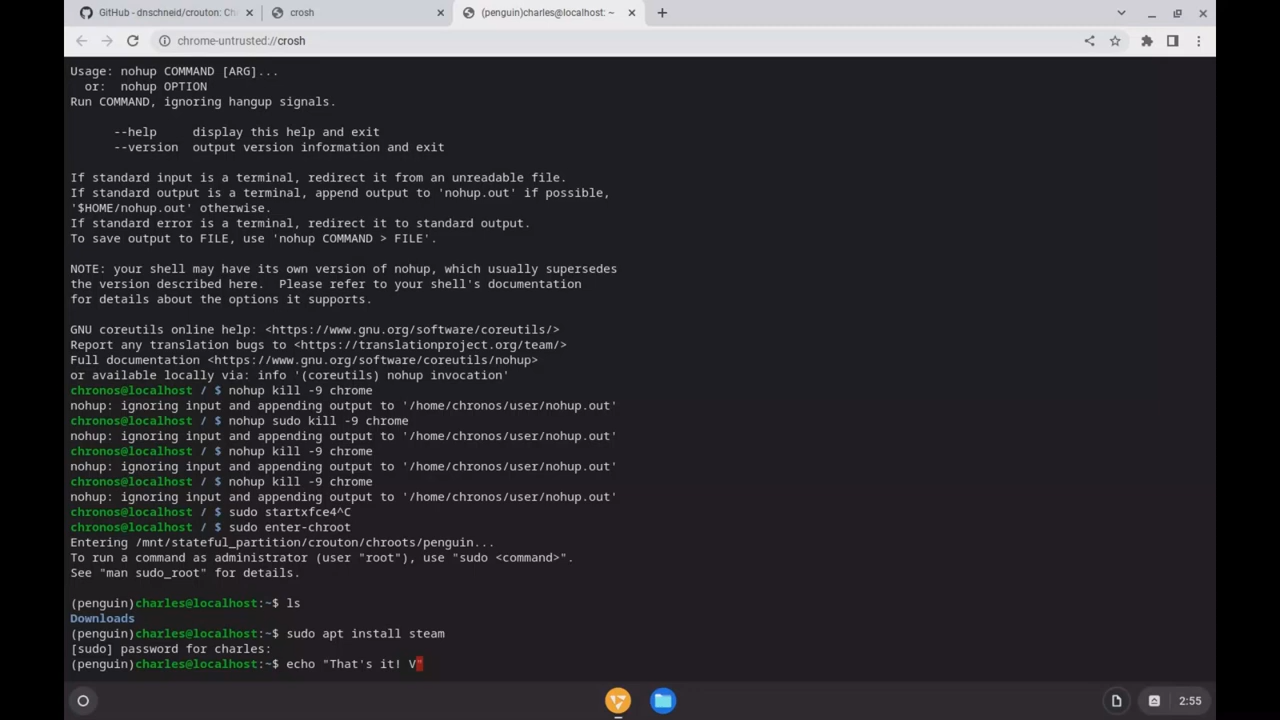 GitHub - dnschneid/crouton: Ch
crosh
(penguin)charles@localhost: ~
chrome-untrusted://crosh
Usage: nohup COMMAND [ARG]...
or:  nohup OPTION
Run COMMAND, ignoring hangup signals.
--help     display this help and exit
--version  output version information and exit
If standard input is a terminal, redirect it from an unreadable file.
If standard output is a terminal, append output to 'nohup.out' if possible,
'$HOME/nohup.out' otherwise.
If standard error is a terminal, redirect it to standard output.
To save output to FILE, use 'nohup COMMAND > FILE'.
NOTE: your shell may have its own version of nohup, which usually supersedes
the version described here.  Please refer to your shell's documentation
for details about the options it supports.
GNU coreutils online help: <https://www.gnu.org/software/coreutils/>
Report any translation bugs to <https://translationproject.org/team/>
Full documentation <https://www.gnu.org/software/coreutils/nohup>
or available locally via: info '(coreutils) nohup invocation'
chronos@localhost / $ nohup kill -9 chrome
nohup: ignoring input and appending output to '/home/chronos/user/nohup.out'
chronos@localhost / $ nohup sudo kill -9 chrome
nohup: ignoring input and appending output to '/home/chronos/user/nohup.out'
chronos@localhost / $ nohup kill -9 chrome
nohup: ignoring input and appending output to '/home/chronos/user/nohup.out'
chronos@localhost / $ nohup kill -9 chrome
nohup: ignoring input and appending output to '/home/chronos/user/nohup.out'
chronos@localhost / $ sudo startxfce4^C
chronos@localhost / $ sudo enter-chroot
Entering /mnt/stateful_partition/crouton/chroots/penguin...
To run a command as administrator (user "root"), use "sudo <command>".
See "man sudo_root" for details.
(penguin)charles@localhost:~$ ls
Downloads
(penguin)charles@localhost:~$ sudo apt install steam
[sudo] password for charles:
(penguin)charles@localhost:~$ echo "That's it! V"
2:55